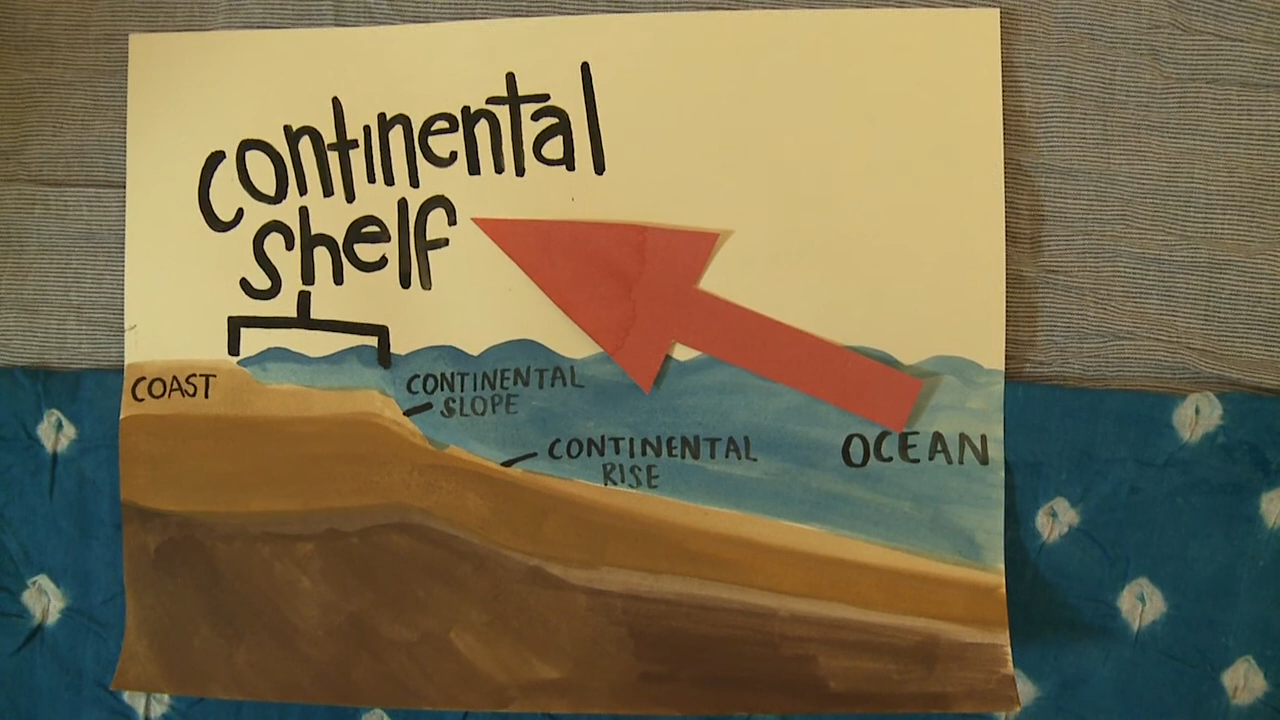 continental
shelf
COAST
CONTINENTAL
SLOPE
CONTINENTAL
RISE
OCEAN